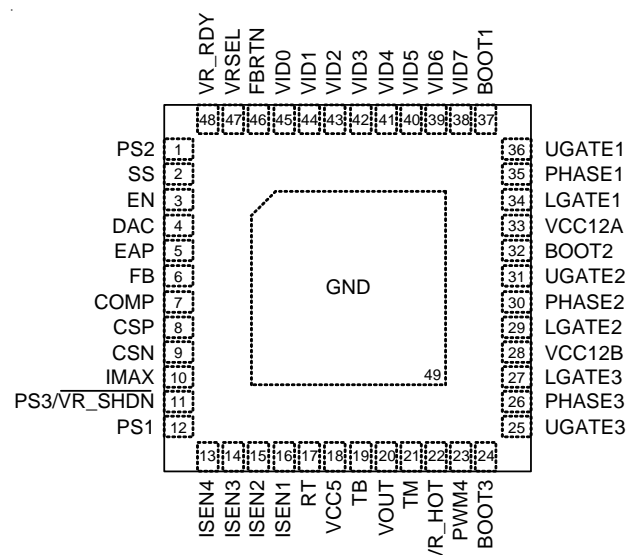 VR_RDY
VRSEL
FBRTN
VID0
VID1
VID2
VID3
VID4
VID5
VID6
VID7
BOOT1
48 47 46 45 44 43 42 41 40 39 38 37
PS2 1
SS 2
EN 3
DAC 4
EAP 5
FB 6
COMP 7
CSP 8
CSN 9
IMAX 10
PS3/VR_SHDN 11
PS1 12
GND
49
36 UGATE1
35 PHASE1
34 LGATE1
33 VCC12A
32 BOOT2
31 UGATE2
30 PHASE2
29 LGATE2
28 VCC12B
27 LGATE3
26 PHASE3
25 UGATE3
13 14 15 16 17 18 19 20 21 22 23 24
ISEN4
ISEN3
ISEN2
ISEN1
RT
VCC5
TB
VOUT
TM
VR_HOT
PWM4
BOOT3